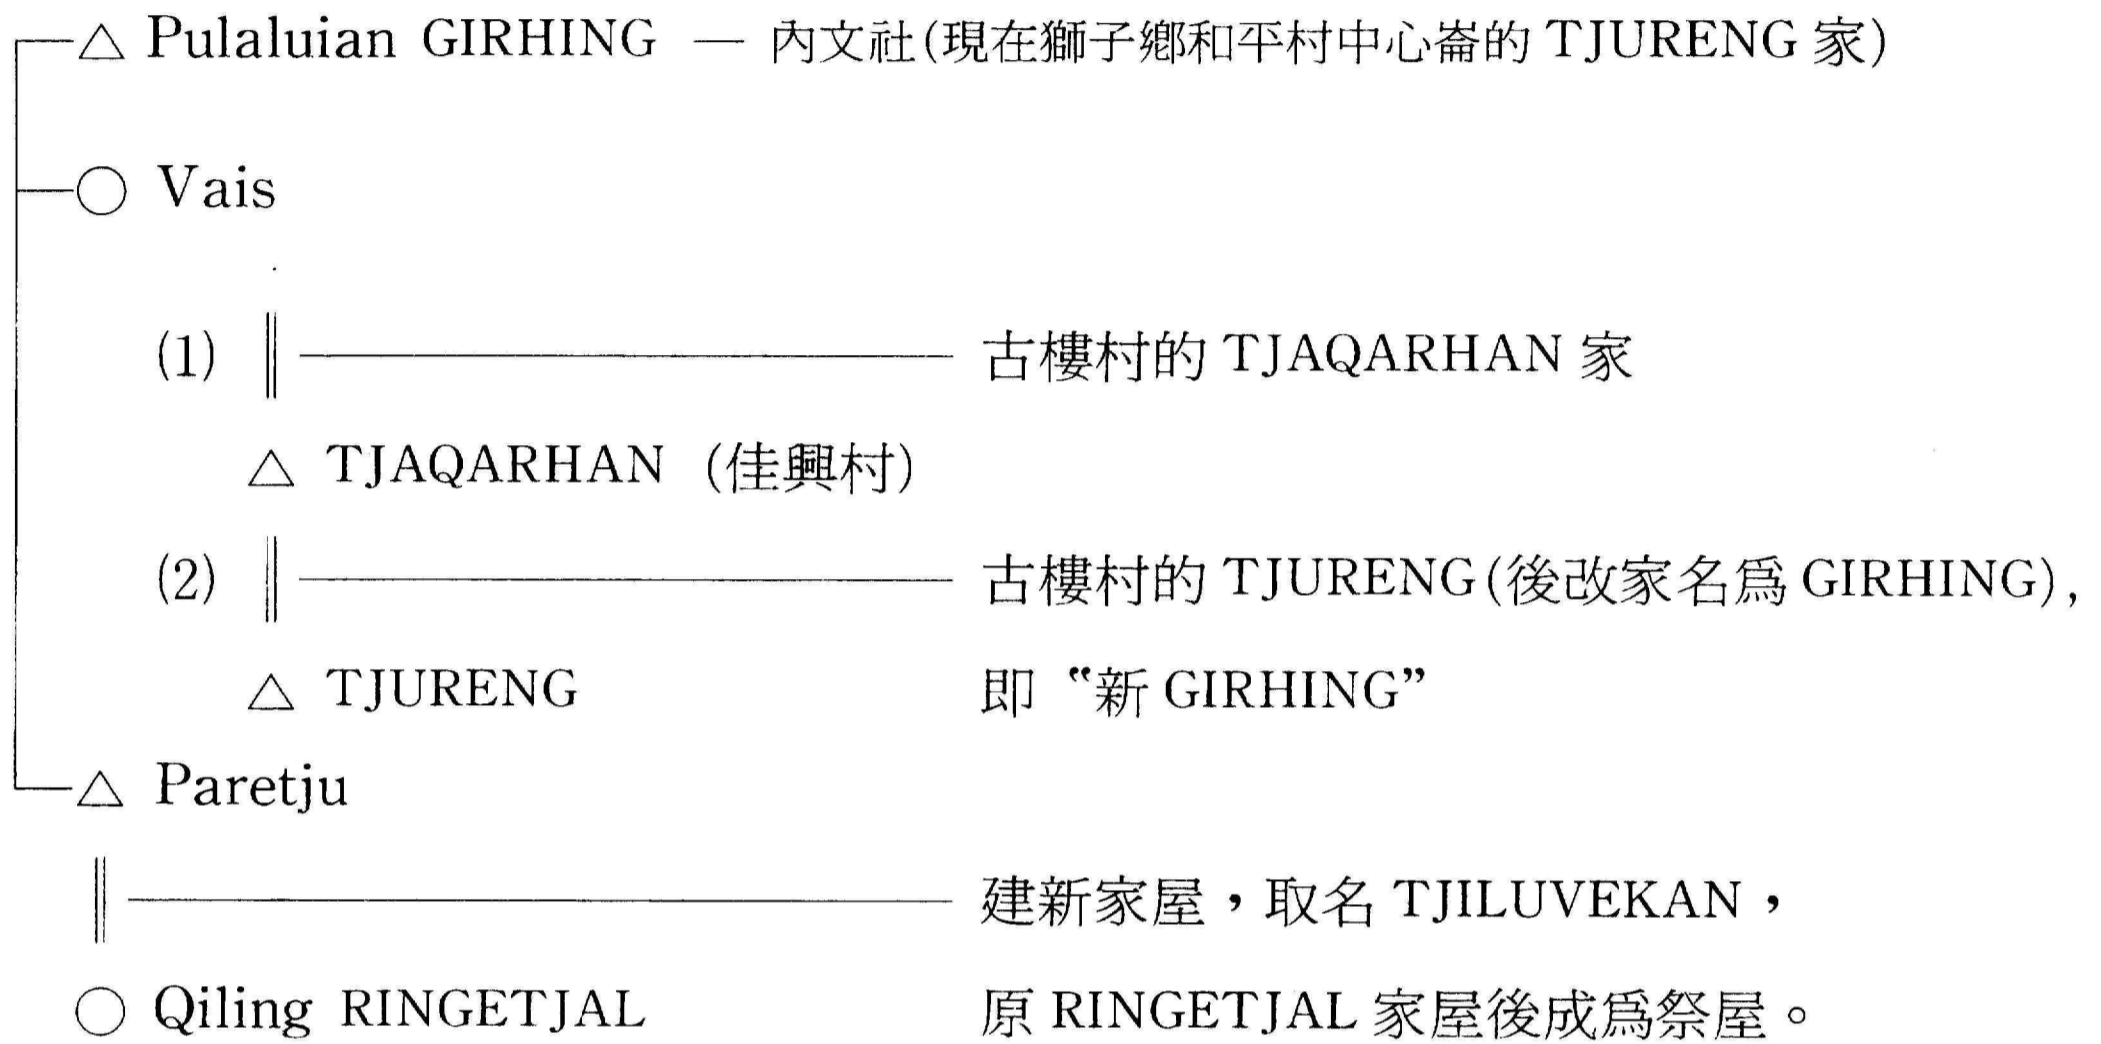 △ Pulaluian GIRHING — 內文社(現在獅子鄉和平村中心崙的 TJURENG 家)
○ Vais
(1) ‖ 古樓村的 TJAQARHAN 家
△ TJAQARHAN (佳興村)
(2) ‖ 古樓村的 TJURENG(後改家名爲 GIRHING),
△ TJURENG 即 “新 GIRHING”
△ Paretju
‖ 建新家屋，取名 TJILUVEKAN，
○ Qiling RINGETJAL 原 RINGETJAL 家屋後成爲祭屋。